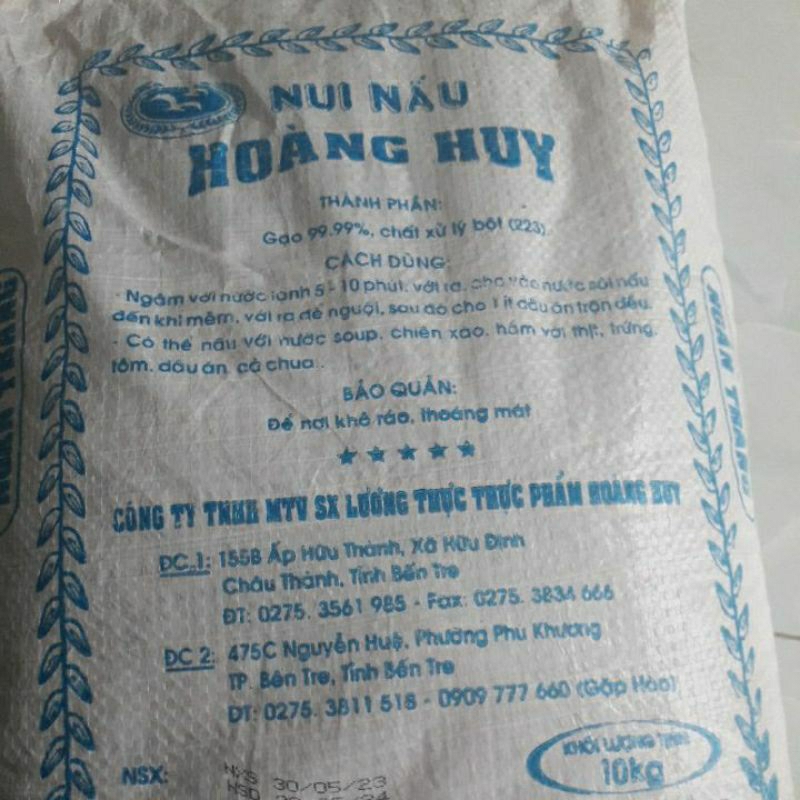 NUI NẤU
HOÀNG HUY
THÀNH PHẦN:
Gạo 99.99%, chất xử lý bột (223).
CÁCH DÙNG:
- Ngâm với nước lạnh 5 - 10 phút, vớt ra, cho vào nước sôi nấu
đến khi mềm, vớt ra để nguội, sau đó cho 1 ít dầu ăn trộn đều.
- Có thể nấu với nước soup, chiên xào, hầm với thịt, trứng,
tôm, dầu ăn, cà chua..
BẢO QUẢN:
Để nơi khô ráo, thoáng mát
CÔNG TY TNHH MTV SX LƯƠNG THỰC THỰC PHẨM HOÀNG HUY
ĐC 1: 155B Ấp Hữu Thành, Xã Hữu Định
Châu Thành, Tỉnh Bến Tre
ĐT: 0275. 3561 985 - Fax: 0275. 3834 666
ĐC 2: 475C Nguyễn Huệ, Phường Phú Khương
TP. Bến Tre, Tỉnh Bến Tre
ĐT: 0275. 3811 518 - 0909 777 660 (Gặp Hào)
KHỐI LƯỢNG TỊNH
10kg
NSX: NXS 30/05/23
HSD
NGÂN TRANG